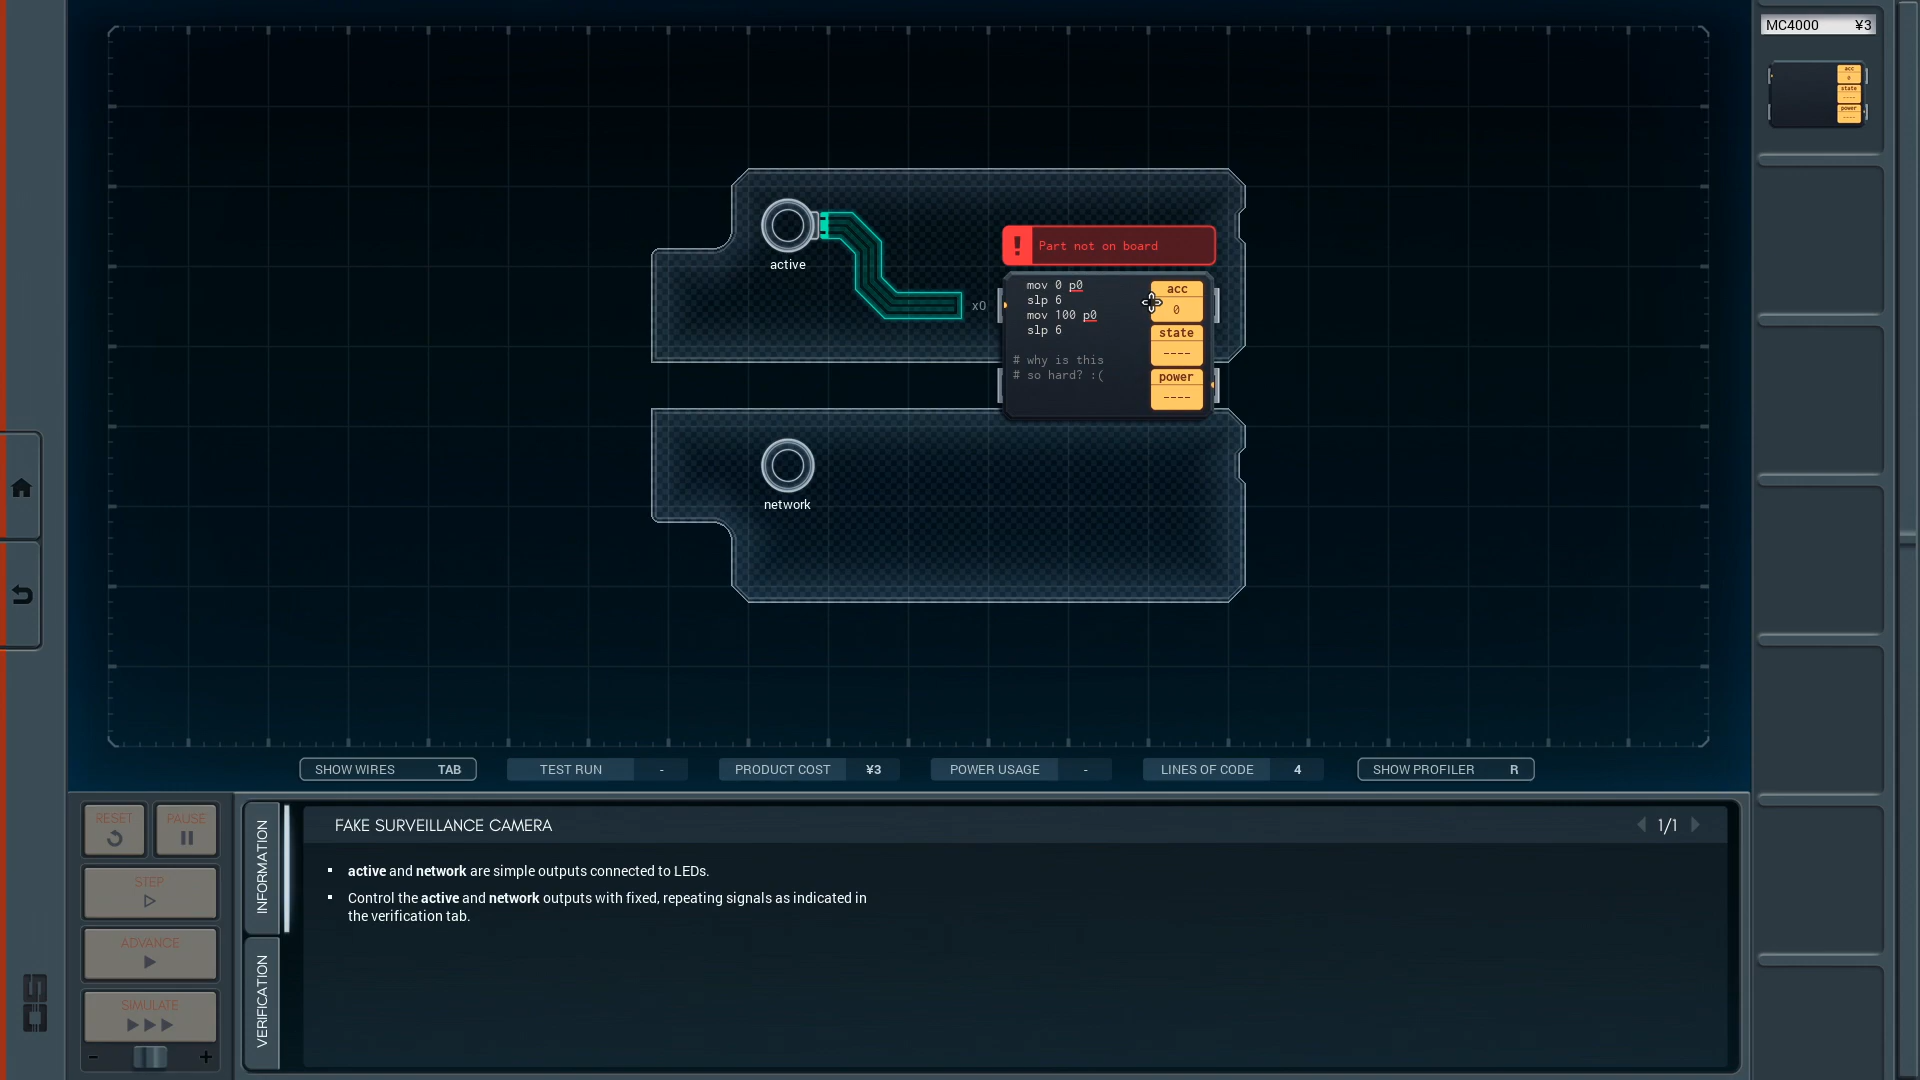 MC4000 ¥3
acc
0
state
----
power
----
active
Part not on board
x0
mov 0 p0
slp 6
mov 100 p0
slp 6
# why is this
# so hard? :(
acc
0
state
----
power
----
network
SHOW WIRES TAB
TEST RUN -
PRODUCT COST ¥3
POWER USAGE -
LINES OF CODE 4
SHOW PROFILER R
RESET
PAUSE
STEP
ADVANCE
SIMULATE
- +
INFORMATION
VERIFICATION
FAKE SURVEILLANCE CAMERA
1/1
▪ active and network are simple outputs connected to LEDs.
▪ Control the active and network outputs with fixed, repeating signals as indicated in
the verification tab.